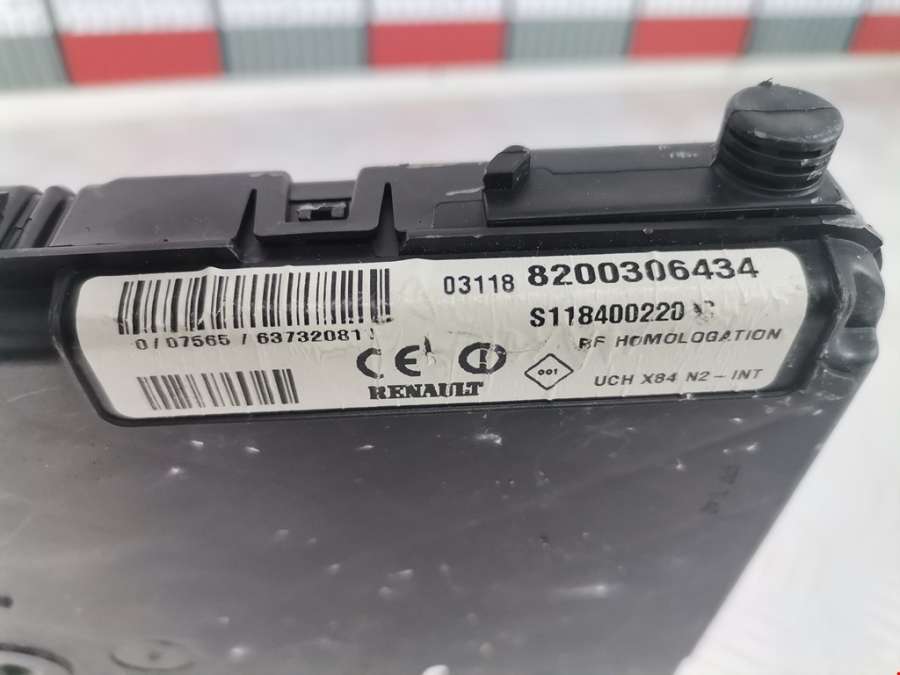 03118 8200306434
S118400220
0/07565/63732081
RF HOMOLOGATION
CE
RENAULT
001
UCH X84 N2-INT